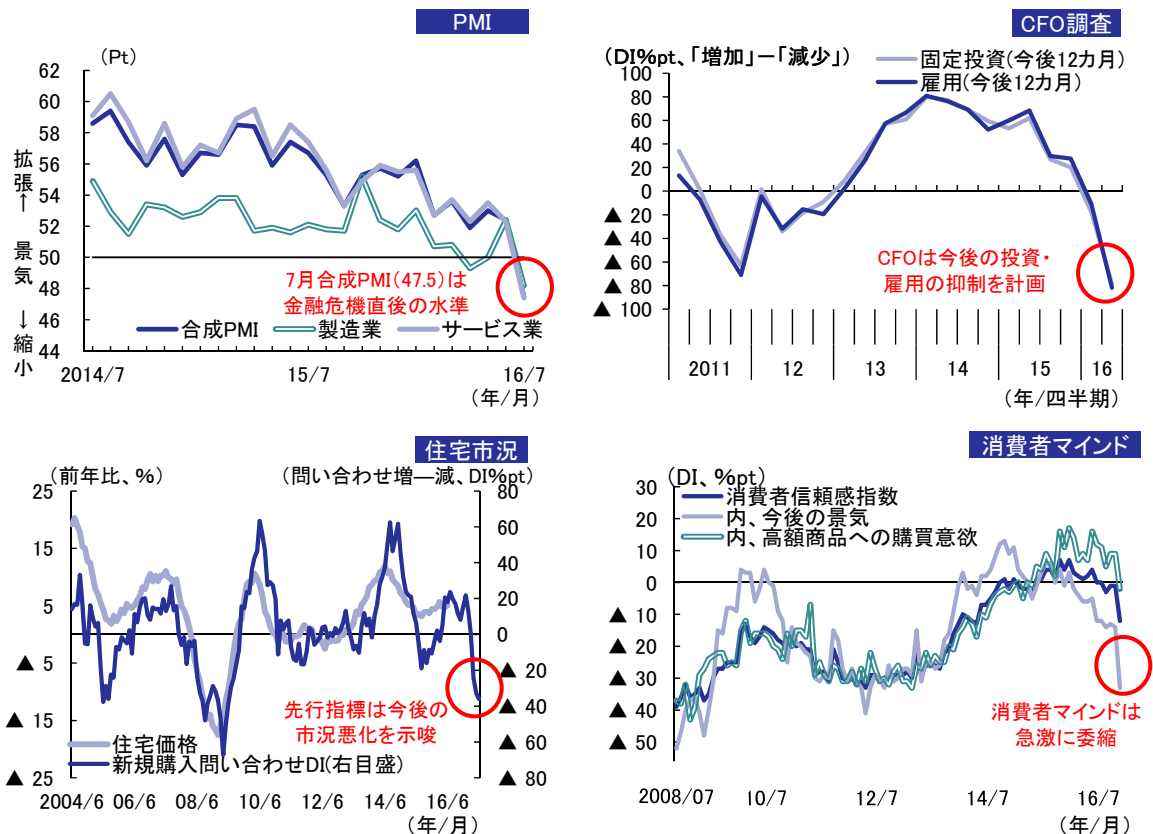 PMI
（Pt）
62
60
58
56
54
52
50
48
46
44
拡張↑ 景気 ↓縮小
7月合成PMI（47.5）は
金融危機直後の水準
合成PMI 製造業 サービス業
2014/7 15/7 16/7
（年/月）
CFO調査
（DI%pt、「増加」－「減少」）
固定投資(今後12カ月)
雇用(今後12カ月)
100
80
60
40
20
0
▲ 20
▲ 40
▲ 60
▲ 80
▲ 100
CFOは今後の投資・
雇用の抑制を計画
2011 12 13 14 15 16
（年/四半期）
住宅市況
（前年比、%） （問い合わせ増―減、DI%pt）
25
15
5
▲ 5
▲ 15
▲ 25
80
60
40
20
0
▲ 20
▲ 40
▲ 60
▲ 80
先行指標は今後の
市況悪化を示唆
住宅価格
新規購入問い合わせDI(右目盛)
2004/6 06/6 08/6 10/6 12/6 14/6 16/6
（年/月）
消費者マインド
（DI、%pt）
消費者信頼感指数
内、今後の景気
内、高額商品への購買意欲
30
20
10
0
▲ 10
▲ 20
▲ 30
▲ 40
▲ 50
消費者マインドは
急激に委縮
2008/07 10/7 12/7 14/7 16/7
（年/月）